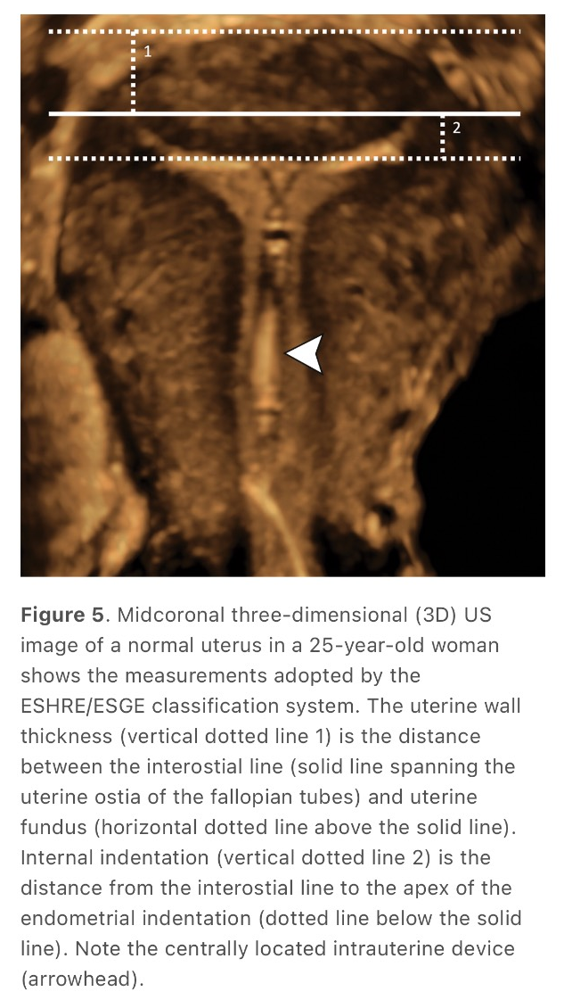 1
2
Figure 5. Midcoronal three-dimensional (3D) US
image of a normal uterus in a 25-year-old woman
shows the measurements adopted by the
ESHRE/ESGE classification system. The uterine wall
thickness (vertical dotted line 1) is the distance
between the interostial line (solid line spanning the
uterine ostia of the fallopian tubes) and uterine
fundus (horizontal dotted line above the solid line).
Internal indentation (vertical dotted line 2) is the
distance from the interostial line to the apex of the
endometrial indentation (dotted line below the solid
line). Note the centrally located intrauterine device
(arrowhead).